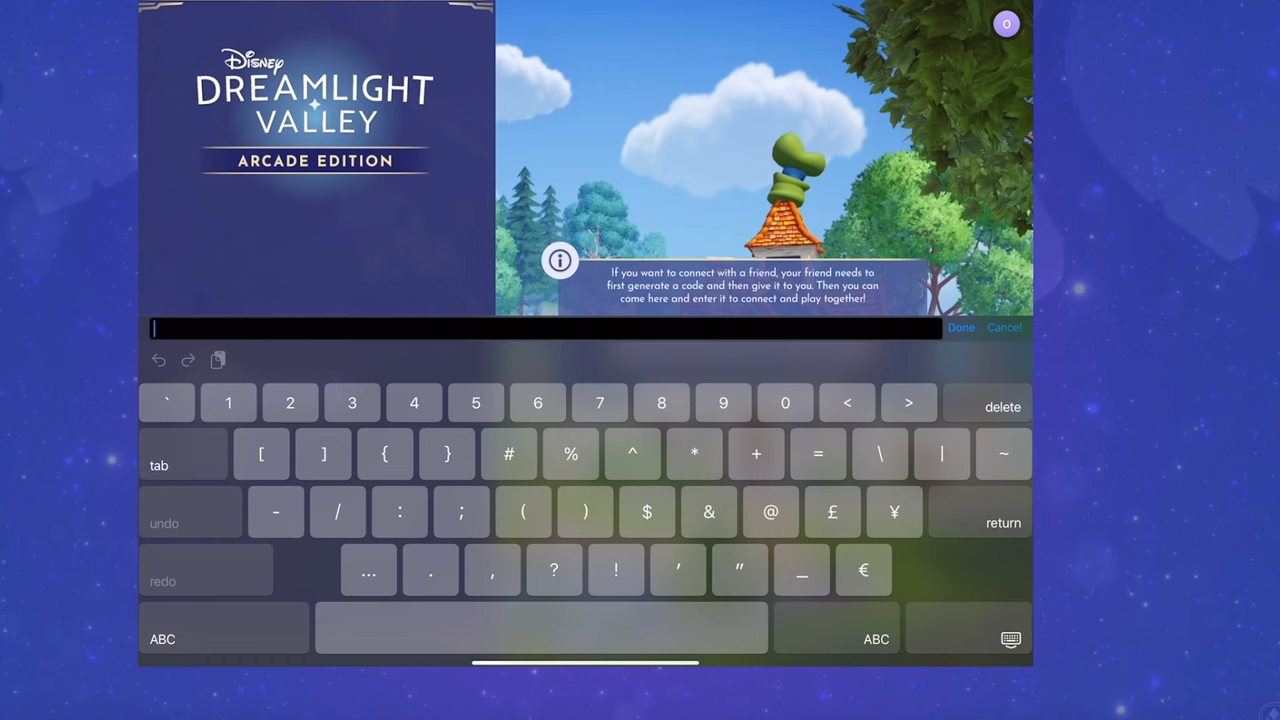 Disney
DREAMLIGHT
VALLEY
ARCADE EDITION
0
If you want to connect with a friend, your friend needs to
first generate a code and then give it to you. Then you can
come here and enter it to connect and play together!
Done Cancel
` 1 2 3 4 5 6 7 8 9 0 < > delete
tab [ ] { } # % ^ * + = \ | ~
undo - / : ; ( ) $ & @ £ ¥ return
redo … . , ? ! ' " _ €
ABC ABC